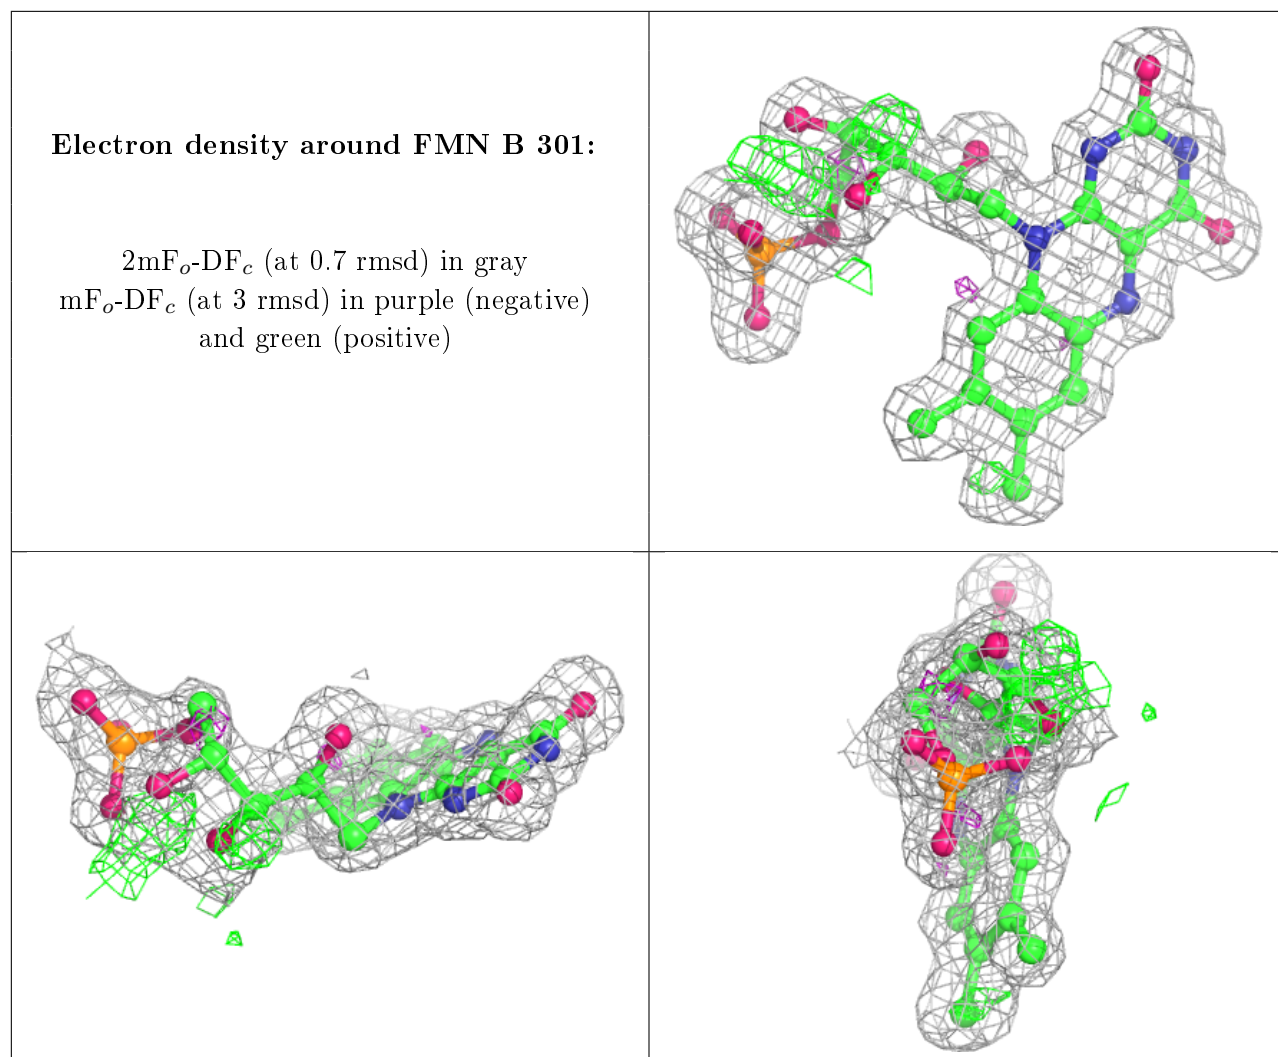 Electron density around FMN B 301:
2mFₒ-DF𝒸 (at 0.7 rmsd) in gray
mFₒ-DF𝒸 (at 3 rmsd) in purple (negative)
and green (positive)